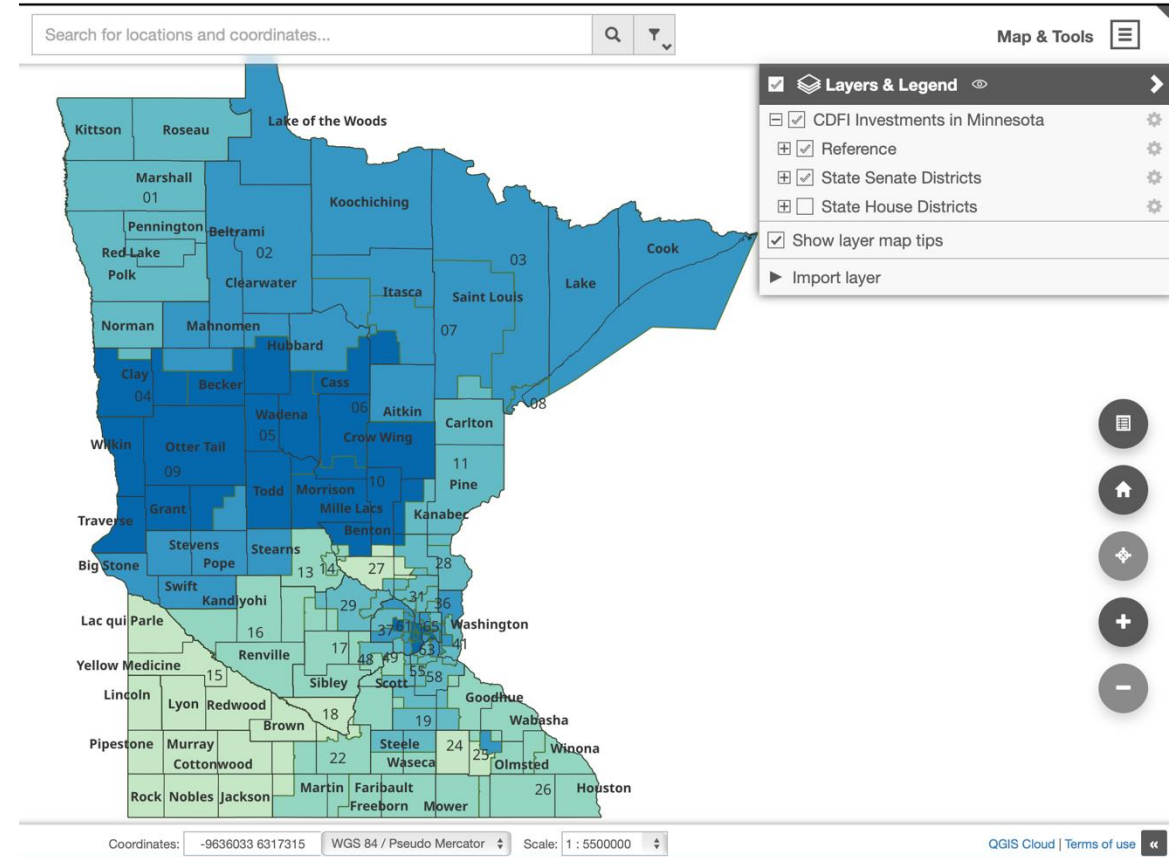 Search for locations and coordinates...
Map & Tools
Layers & Legend
CDFI Investments in Minnesota
Reference
State Senate Districts
State House Districts
Show layer map tips
Import layer
Kittson
Roseau
Lake of the Woods
Marshall
01
Koochiching
Pennington
Beltrami
Red Lake
02
03
Cook
Polk
Clearwater
Itasca
Saint Louis
Lake
Norman
Mahnomen
07
Hubbard
Clay
Becker
Cass
04
06
Aitkin
08
Wadena
05
Crow Wing
Carlton
Wilkin
Otter Tail
09
11
10
Pine
Grant
Todd
Morrison
Mille Lacs
Kanabec
Traverse
Benton
Stevens
Stearns
Big Stone
Pope
13
14
27
28
Swift
Kandiyohi
29
31
36
Lac qui Parle
16
37
61
65
Washington
Renville
17
48
49
63
41
Yellow Medicine
15
Sibley
Scott
55
58
Lincoln
Lyon
Redwood
Goodhue
Brown
18
19
Wabasha
Pipestone
Murray
Steele
24
25
Winona
Cottonwood
22
Waseca
Olmsted
Rock
Nobles
Jackson
Martin
Faribault
26
Houston
Freeborn
Mower
Coordinates:
-9636033 6317315
WGS 84 / Pseudo Mercator
Scale:
1 : 5500000
QGIS Cloud | Terms of use